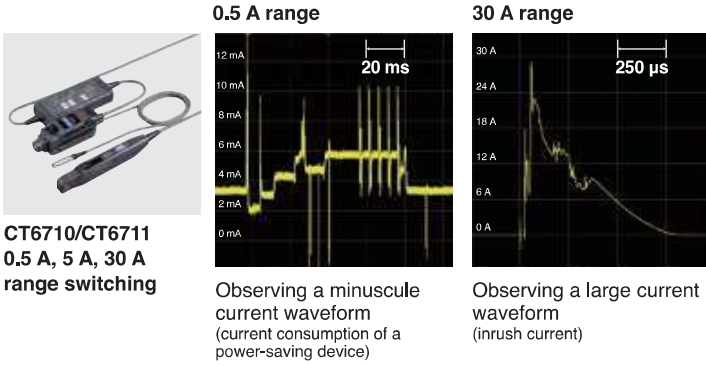 0.5 A range
30 A range
12 mA
10 mA
8 mA
6 mA
4 mA
2 mA
0 mA
20 ms
30 A
24 A
18 A
12 A
6 A
0 A
250 µs
CT6710/CT6711
0.5 A, 5 A, 30 A
range switching
Observing a minuscule
current waveform
(current consumption of a
power-saving device)
Observing a large current
waveform
(inrush current)